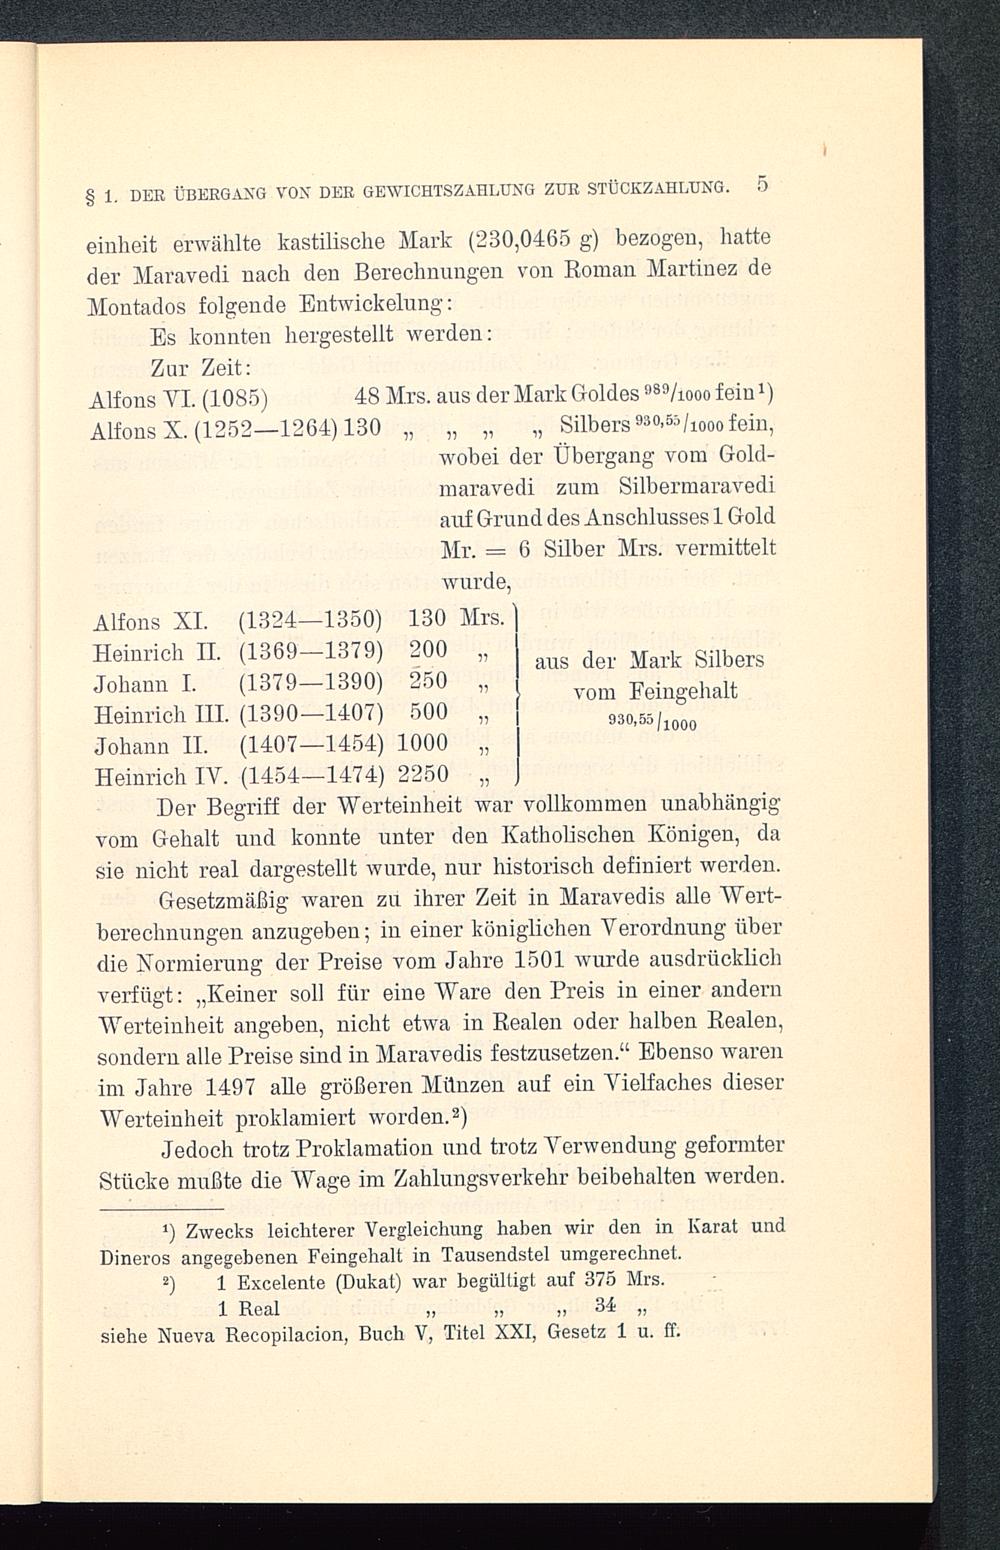 § 1. DER ÜBERGANG VON DER GEWICHTSZAHLUNG ZUR STÜCKZAHLUNG. 5
einheit erwählte kastilische Mark (230,0465 g) bezogen, hatte
der Maravedi nach den Berechnungen von Roman Martinez de
Montados folgende Entwickelung:
Es konnten hergestellt werden:
Zur Zeit:
Alfons VI. (1085) 48 Mrs. aus der Mark Goldes ⁹⁸⁹/₁₀₀₀ fein¹)
Alfons X. (1252—1264) 130 „ „ „ „ Silbers ⁹³⁰,⁵⁵/₁₀₀₀ fein,
wobei der Übergang vom Gold-
maravedi zum Silbermaravedi
auf Grund des Anschlusses 1 Gold
Mr. = 6 Silber Mrs. vermittelt
wurde,
Alfons XI. (1324—1350) 130 Mrs.
Heinrich II. (1369—1379) 200 „
Johann I. (1379—1390) 250 „
Heinrich III. (1390—1407) 500 „
Johann II. (1407—1454) 1000 „
Heinrich IV. (1454—1474) 2250 „
aus der Mark Silbers
vom Feingehalt
⁹³⁰,⁵⁵/₁₀₀₀
Der Begriff der Werteinheit war vollkommen unabhängig
vom Gehalt und konnte unter den Katholischen Königen, da
sie nicht real dargestellt wurde, nur historisch definiert werden.
Gesetzmäßig waren zu ihrer Zeit in Maravedis alle Wert-
berechnungen anzugeben; in einer königlichen Verordnung über
die Normierung der Preise vom Jahre 1501 wurde ausdrücklich
verfügt: „Keiner soll für eine Ware den Preis in einer andern
Werteinheit angeben, nicht etwa in Realen oder halben Realen,
sondern alle Preise sind in Maravedis festzusetzen.“ Ebenso waren
im Jahre 1497 alle größeren Münzen auf ein Vielfaches dieser
Werteinheit proklamiert worden.²)
Jedoch trotz Proklamation und trotz Verwendung geformter
Stücke mußte die Wage im Zahlungsverkehr beibehalten werden.
¹) Zwecks leichterer Vergleichung haben wir den in Karat und
Dineros angegebenen Feingehalt in Tausendstel umgerechnet.
²) 1 Excelente (Dukat) war begültigt auf 375 Mrs.
1 Real „ „ „ 34 „
siehe Nueva Recopilacion, Buch V, Titel XXI, Gesetz 1 u. ff.